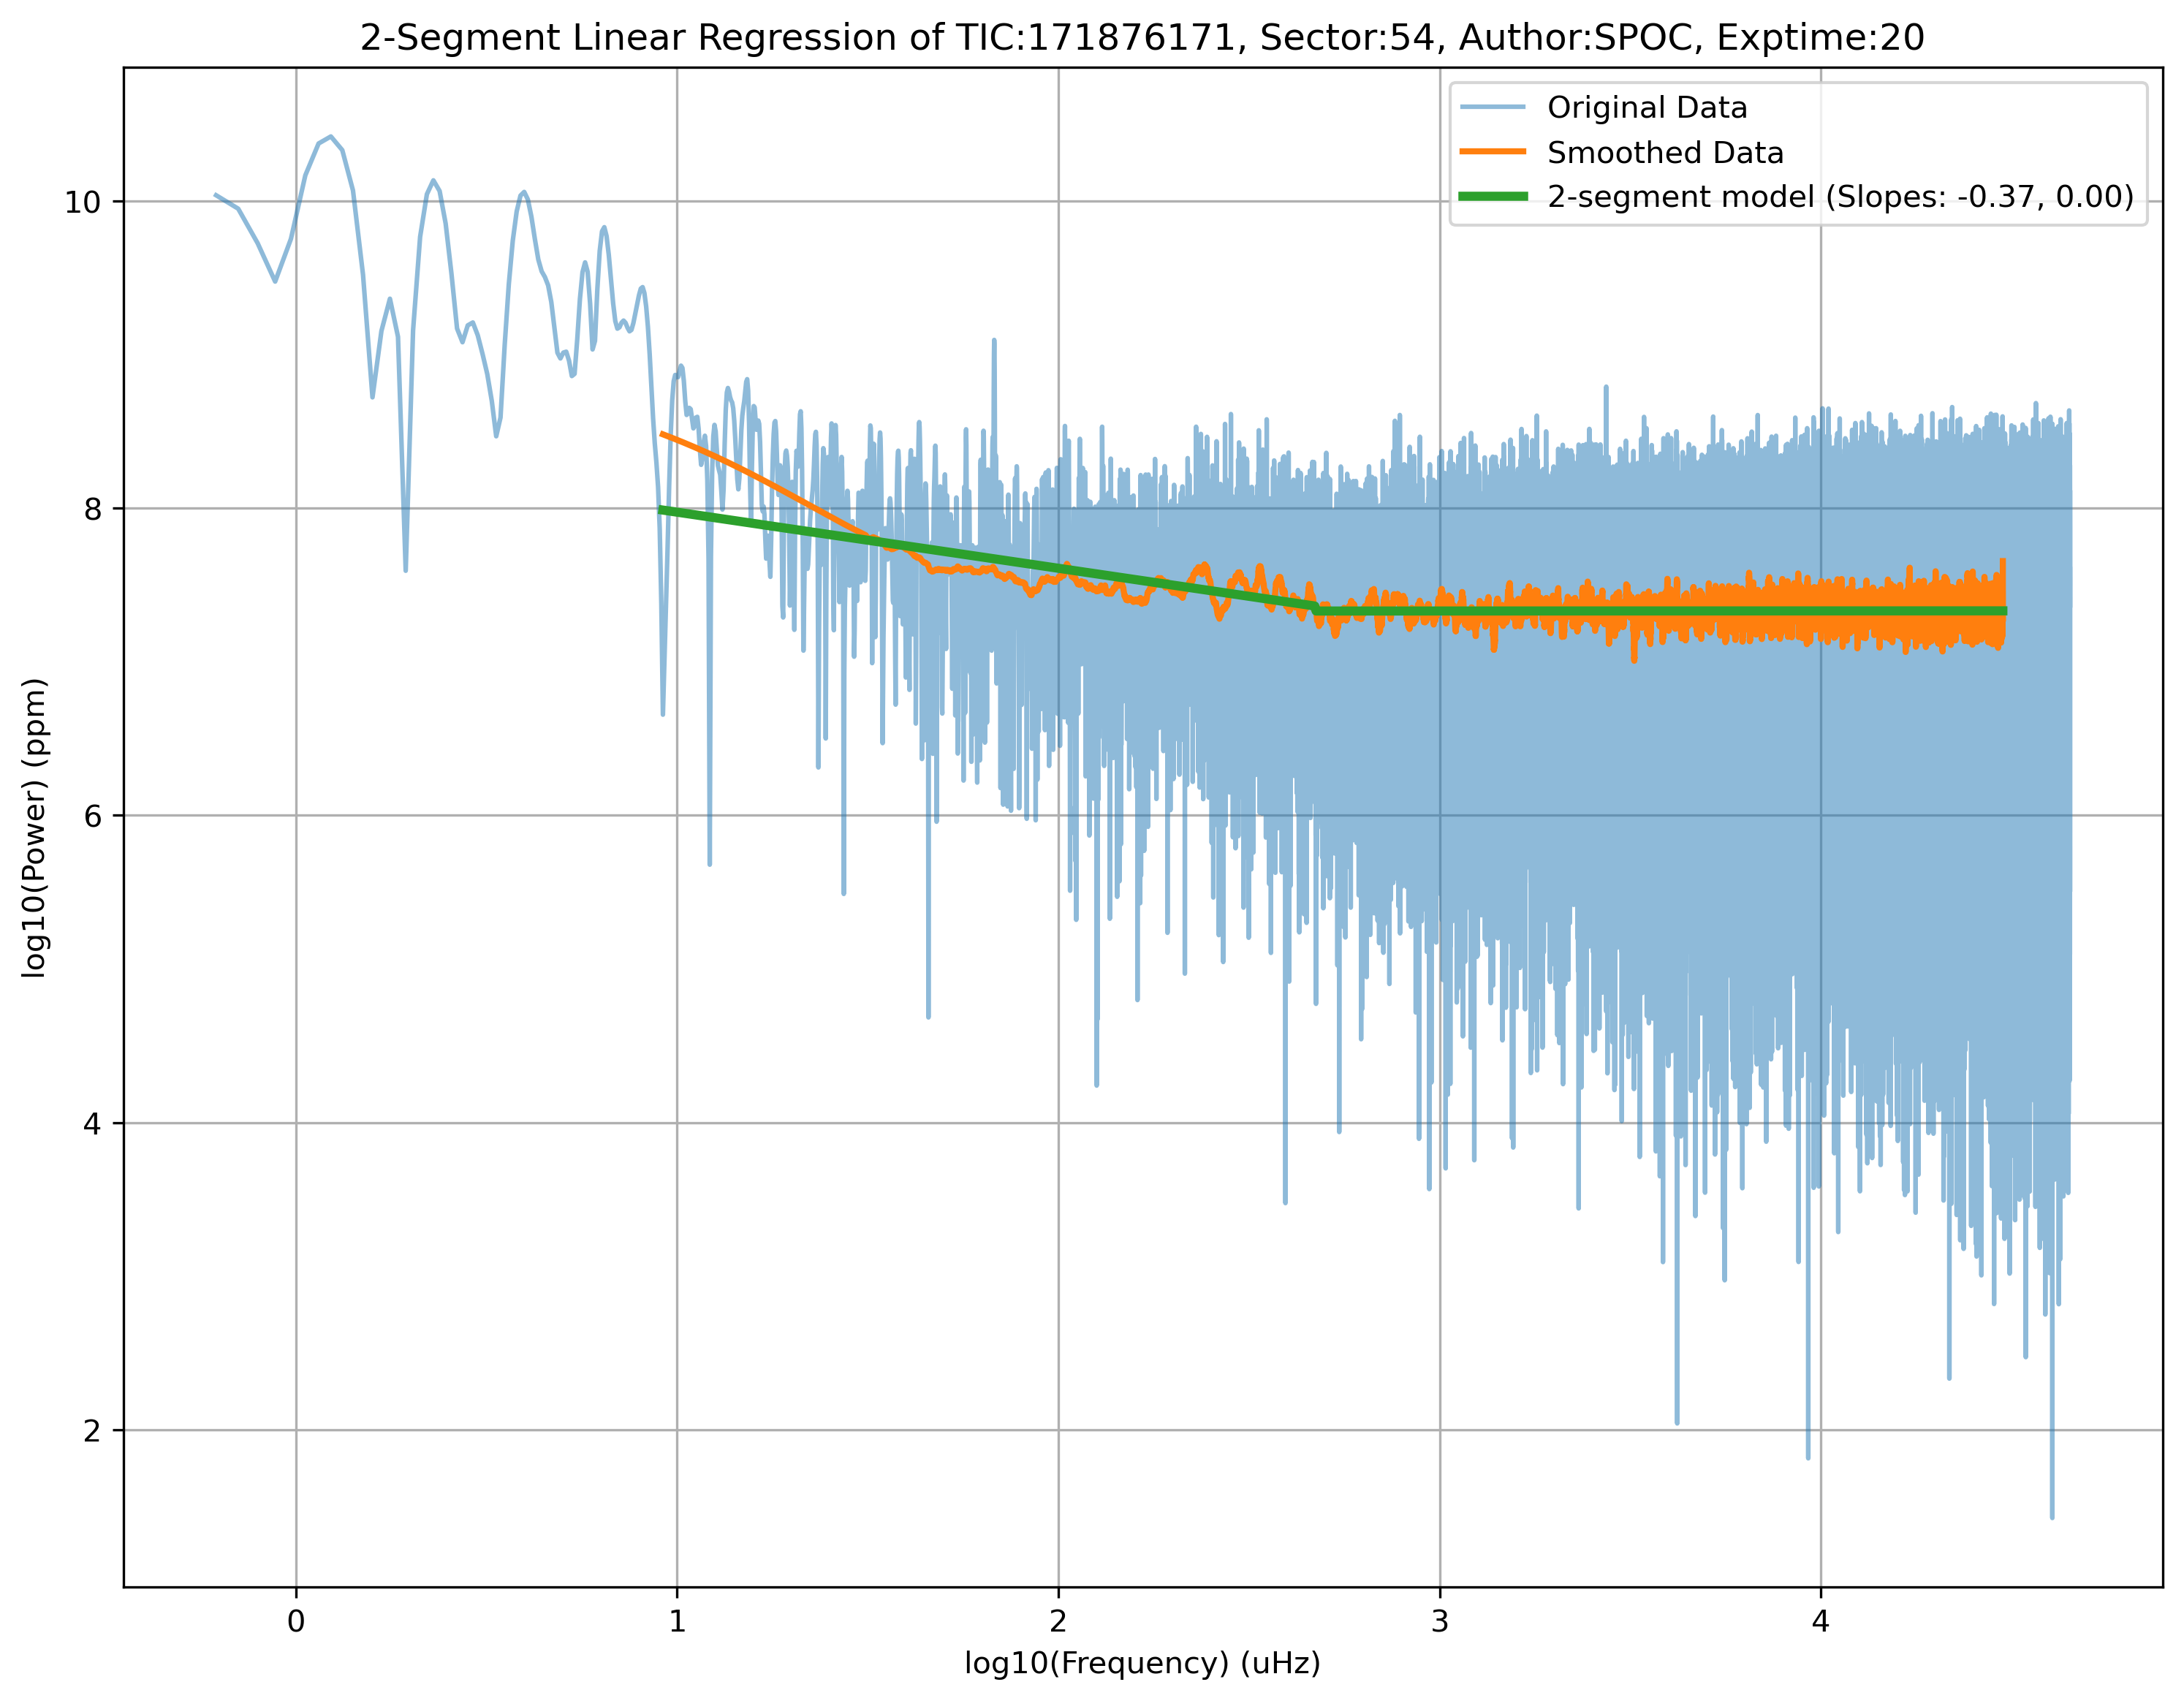 2-Segment Linear Regression of TIC:171876171, Sector:54, Author:SPOC, Exptime:20
Original Data
Smoothed Data
2-segment model (Slopes: -0.37, 0.00)
log10(Power) (ppm)
10
8
6
4
2
0 1 2 3 4
log10(Frequency) (uHz)